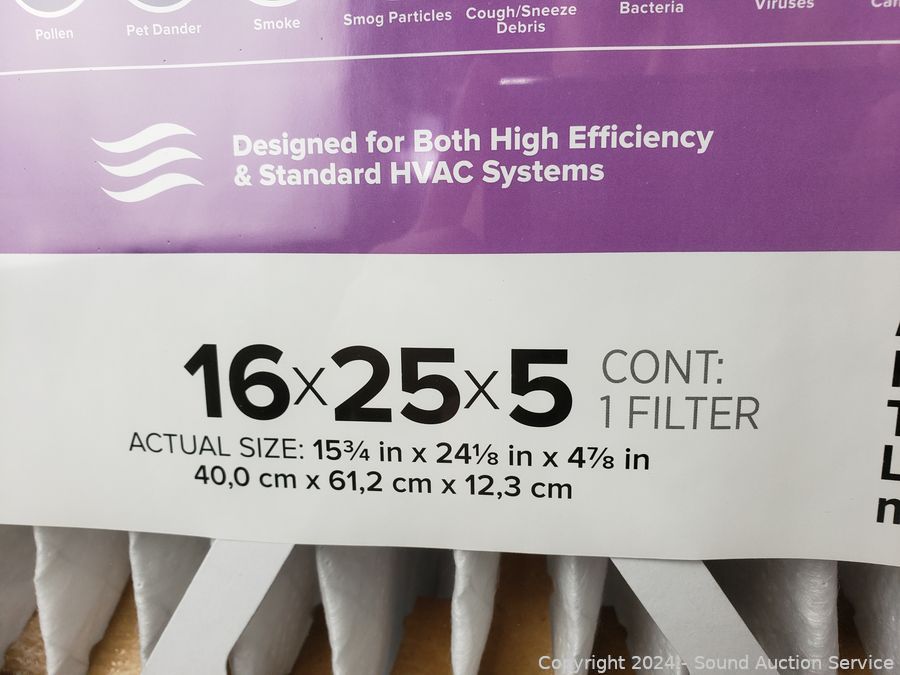 Pollen
Pet Dander
Smoke
Smog Particles
Cough/Sneeze
Debris
Bacteria
Viruses
Designed for Both High Efficiency
& Standard HVAC Systems
16x25x5
CONT:
1 FILTER
ACTUAL SIZE: 15¾ in x 24⅛ in x 4⅞ in
40,0 cm x 61,2 cm x 12,3 cm
Copyright 2024 - Sound Auction Service